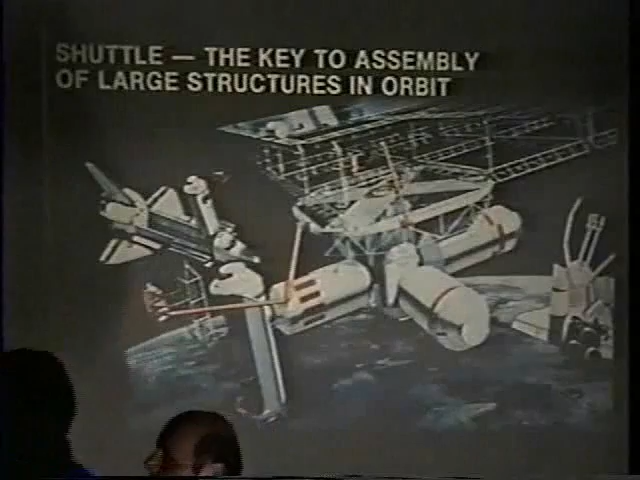 SHUTTLE — THE KEY TO ASSEMBLY
OF LARGE STRUCTURES IN ORBIT